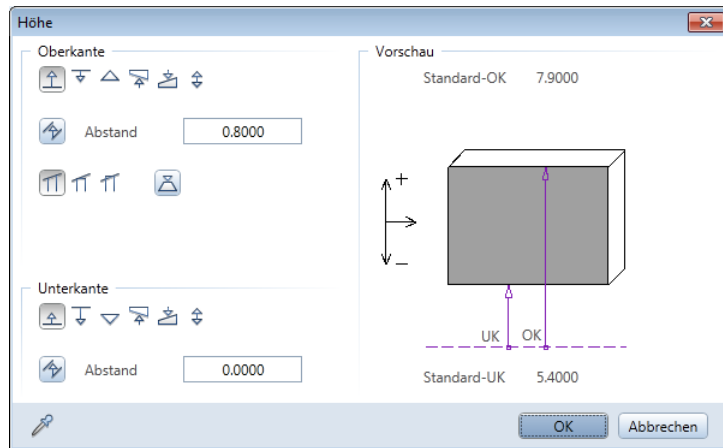 Höhe
Oberkante
Abstand 0.8000
Unterkante
Abstand 0.0000
Vorschau
Standard-OK 7.9000
+
–
UK OK
Standard-UK 5.4000
OK Abbrechen